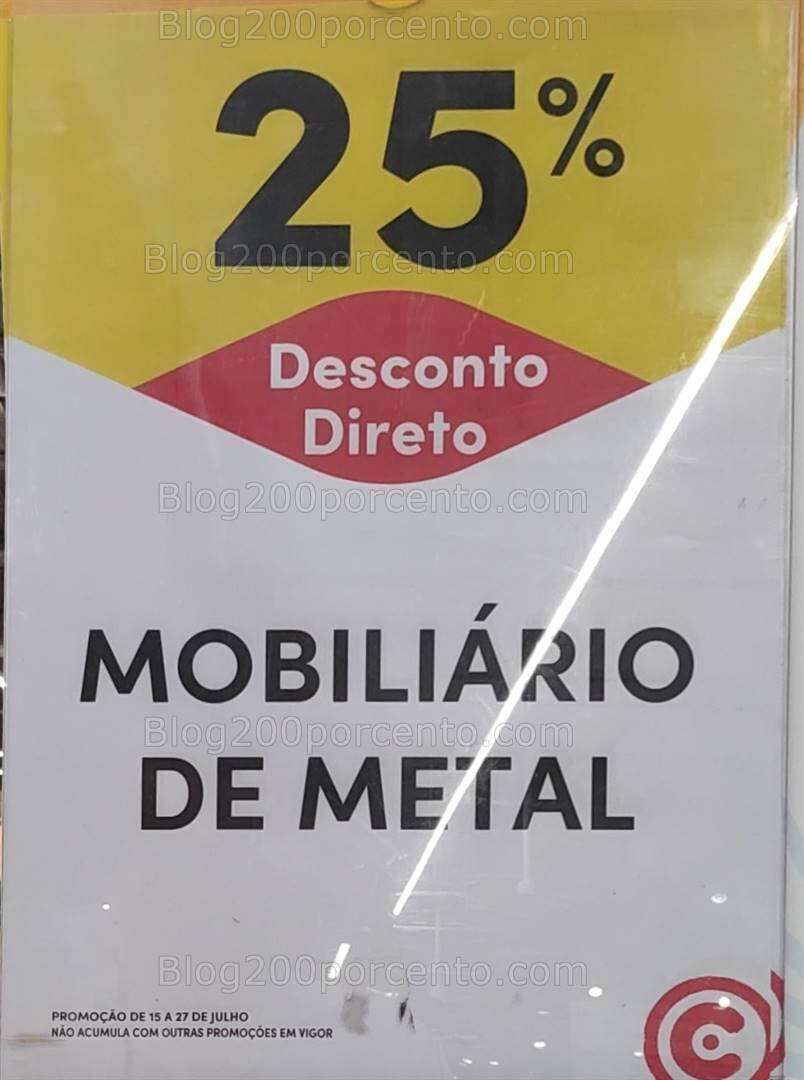 Blog200porcento.com
25%
Blog200porcento.com
Desconto
Direto
Blog200porcento.com
MOBILIÁRIO
Blog200porcento.com
DE METAL
Blog200porcento.com
PROMOÇÃO DE 15 A 27 DE JULHO
NÃO ACUMULA COM OUTRAS PROMOÇÕES EM VIGOR